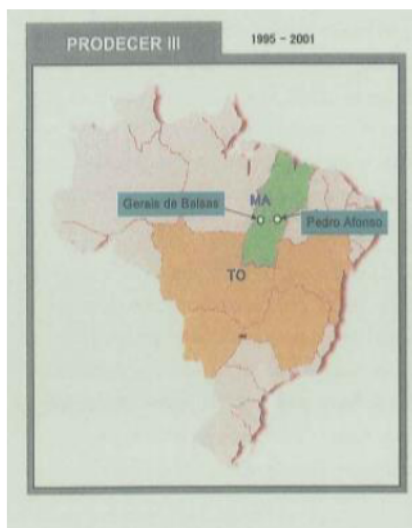 PRODECER III
1995 - 2001
MA
Gerais de Balsas
Pedro Afonso
TO